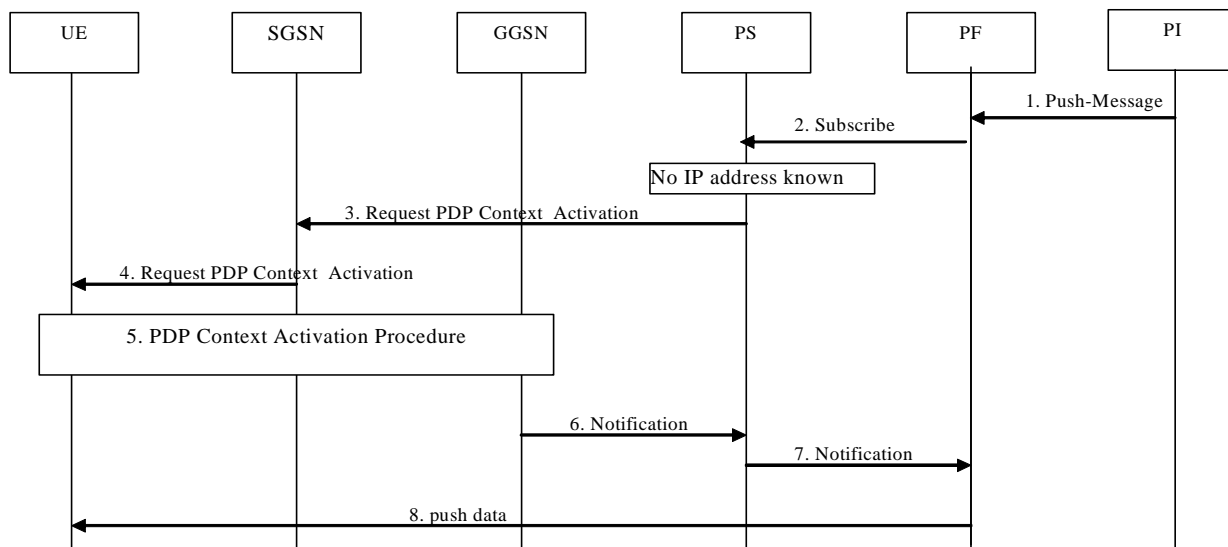 UE
SGSN
GGSN
PS
PF
PI
1. Push-Message
2. Subscribe
No IP address known
3. Request PDP Context Activation
4. Request PDP Context Activation
5. PDP Context Activation Procedure
6. Notification
7. Notification
8. push data